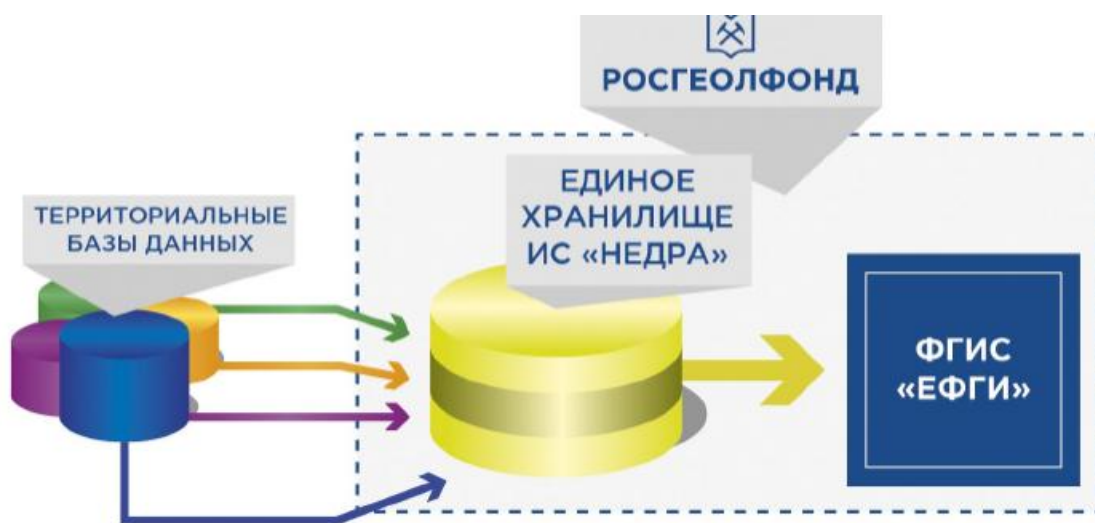 РОСГЕОЛФОНД
ЕДИНОЕ
ХРАНИЛИЩЕ
ИС «НЕДРА»
ТЕРРИТОРИАЛЬНЫЕ
БАЗЫ ДАННЫХ
ФГИС
«ЕФГИ»